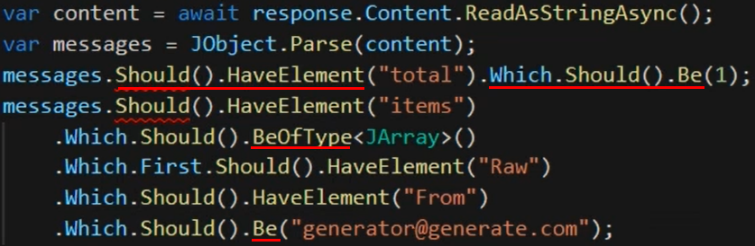 var content = await response.Content.ReadAsStringAsync();
var messages = JObject.Parse(content);
messages.Should().HaveElement("total").Which.Should().Be(1);
messages.Should().HaveElement("items")
    .Which.Should().BeOfType<JArray>()
    .Which.First.Should().HaveElement("Raw")
    .Which.Should().HaveElement("From")
    .Which.Should().Be("generator@generate.com");